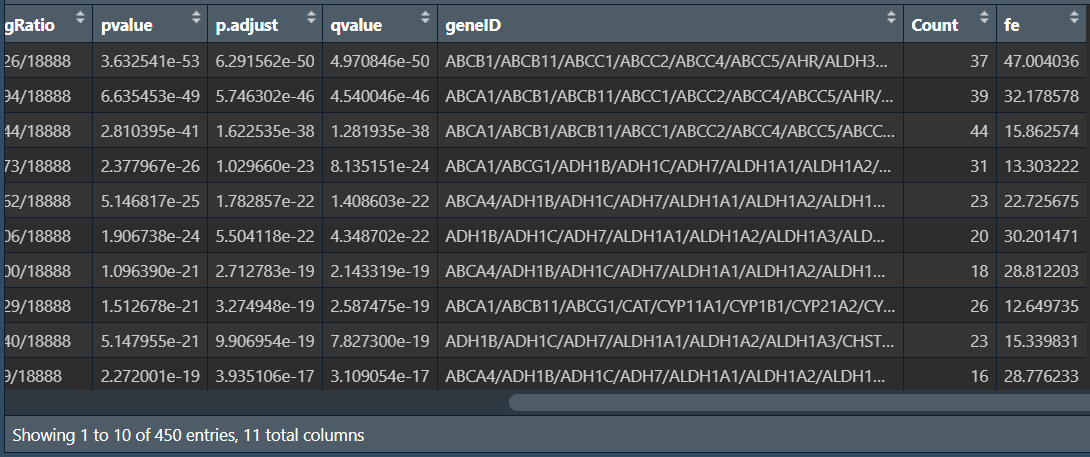 gRatio pvalue p.adjust qvalue geneID Count fe
26/18888 3.632541e-53 6.291562e-50 4.970846e-50 ABCB1/ABCB11/ABCC1/ABCC2/ABCC4/ABCC5/AHR/ALDH3... 37 47.004036
94/18888 6.635453e-49 5.746302e-46 4.540046e-46 ABCA1/ABCB1/ABCB11/ABCC1/ABCC2/ABCC4/ABCC5/AHR/... 39 32.178578
44/18888 2.810395e-41 1.622535e-38 1.281935e-38 ABCA1/ABCB1/ABCB11/ABCC1/ABCC2/ABCC4/ABCC5/ABCC... 44 15.862574
73/18888 2.377967e-26 1.029660e-23 8.135151e-24 ABCA1/ABCG1/ADH1B/ADH1C/ADH7/ALDH1A1/ALDH1A2/... 31 13.303222
62/18888 5.146817e-25 1.782857e-22 1.408603e-22 ABCA4/ADH1B/ADH1C/ADH7/ALDH1A1/ALDH1A2/ALDH1... 23 22.725675
06/18888 1.906738e-24 5.504118e-22 4.348702e-22 ADH1B/ADH1C/ADH7/ALDH1A1/ALDH1A2/ALDH1A3/ALD... 20 30.201471
00/18888 1.096390e-21 2.712783e-19 2.143319e-19 ABCA4/ADH1B/ADH1C/ADH7/ALDH1A1/ALDH1A2/ALDH1... 18 28.812203
29/18888 1.512678e-21 3.274948e-19 2.587475e-19 ABCA1/ABCB11/ABCG1/CAT/CYP11A1/CYP1B1/CYP21A2/CY... 26 12.649735
40/18888 5.147955e-21 9.906954e-19 7.827300e-19 ADH1B/ADH1C/ADH7/ALDH1A1/ALDH1A2/ALDH1A3/CHST... 23 15.339831
9/18888 2.272001e-19 3.935106e-17 3.109054e-17 ABCA4/ADH1B/ADH1C/ADH7/ALDH1A1/ALDH1A2/ALDH1... 16 28.776233
Showing 1 to 10 of 450 entries, 11 total columns